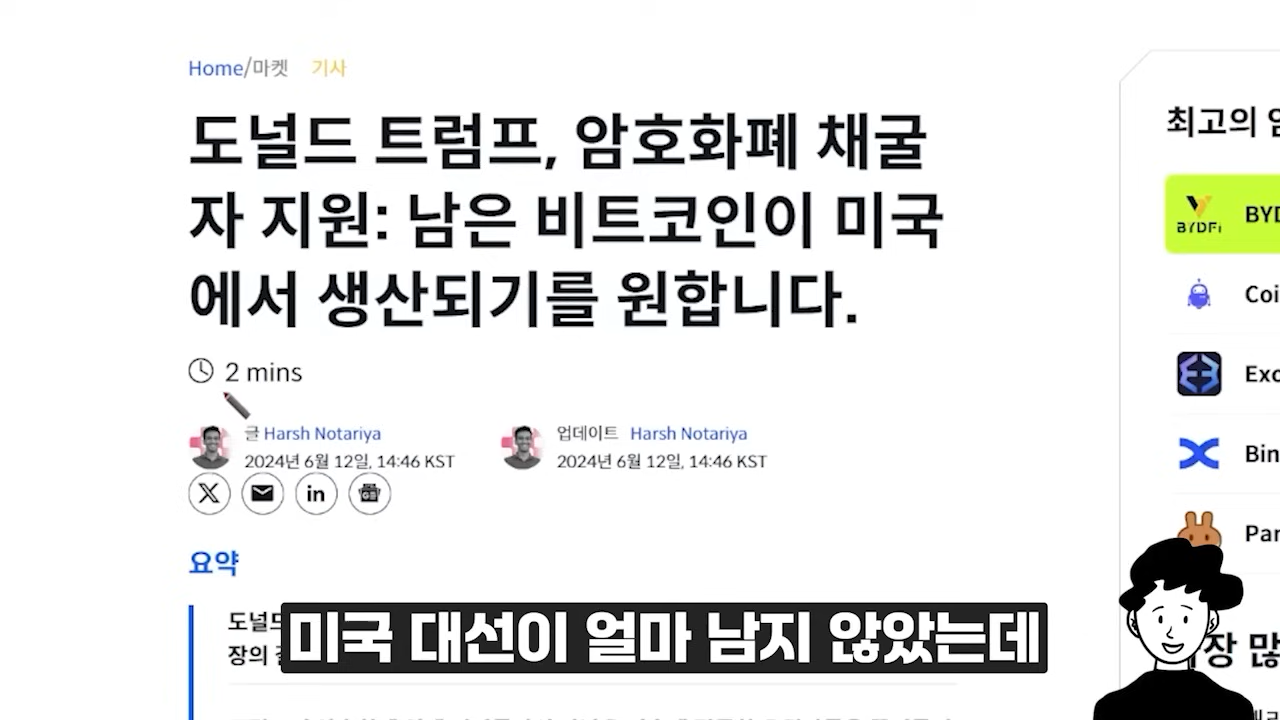 Home/마켓 기사
도널드 트럼프, 암호화폐 채굴
자 지원: 남은 비트코인이 미국
에서 생산되기를 원합니다.
2 mins
글 Harsh Notariya
2024년 6월 12일, 14:46 KST
업데이트 Harsh Notariya
2024년 6월 12일, 14:46 KST
요약
장의
미국 대선이 얼마 남지 않았는데
최고의
BYDFi